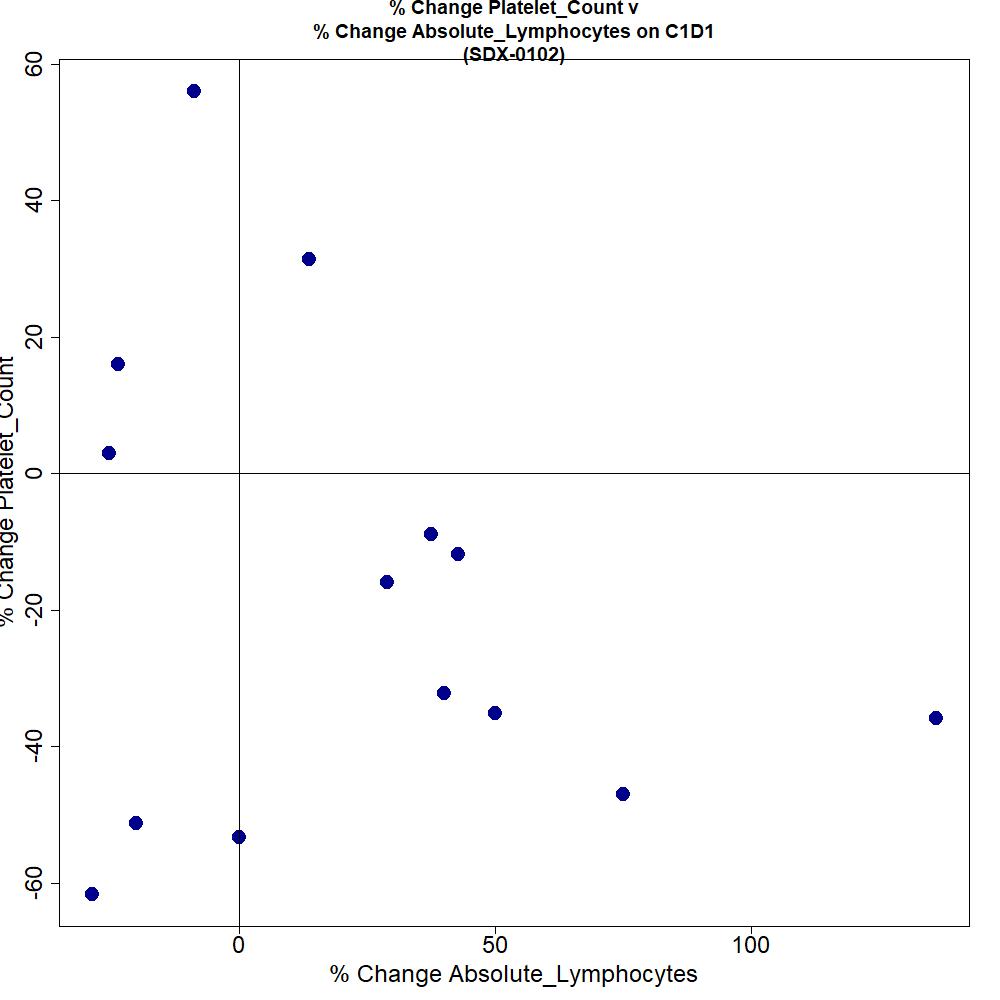 % Change Platelet_Count v
% Change Absolute_Lymphocytes on C1D1
(SDX-0102)
60
40
20
0
-20
-40
-60
% Change Platelet_Count
0
50
100
% Change Absolute_Lymphocytes